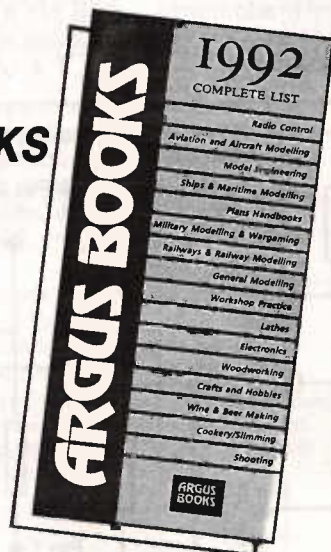 KS
ARGUS BOOKS
1992
COMPLETE LIST
Radio Control
Aviation and Aircraft Modelling
Model Engineering
Ships & Maritime Modelling
Plans Handbooks
Military Modelling & Wargaming
Railways & Railway Modelling
General Modelling
Workshop Practice
Lathes
Electronics
Woodworking
Crafts and Hobbies
Wine & Beer Making
Cookery/Slimming
Shooting
ARGUS
BOOKS